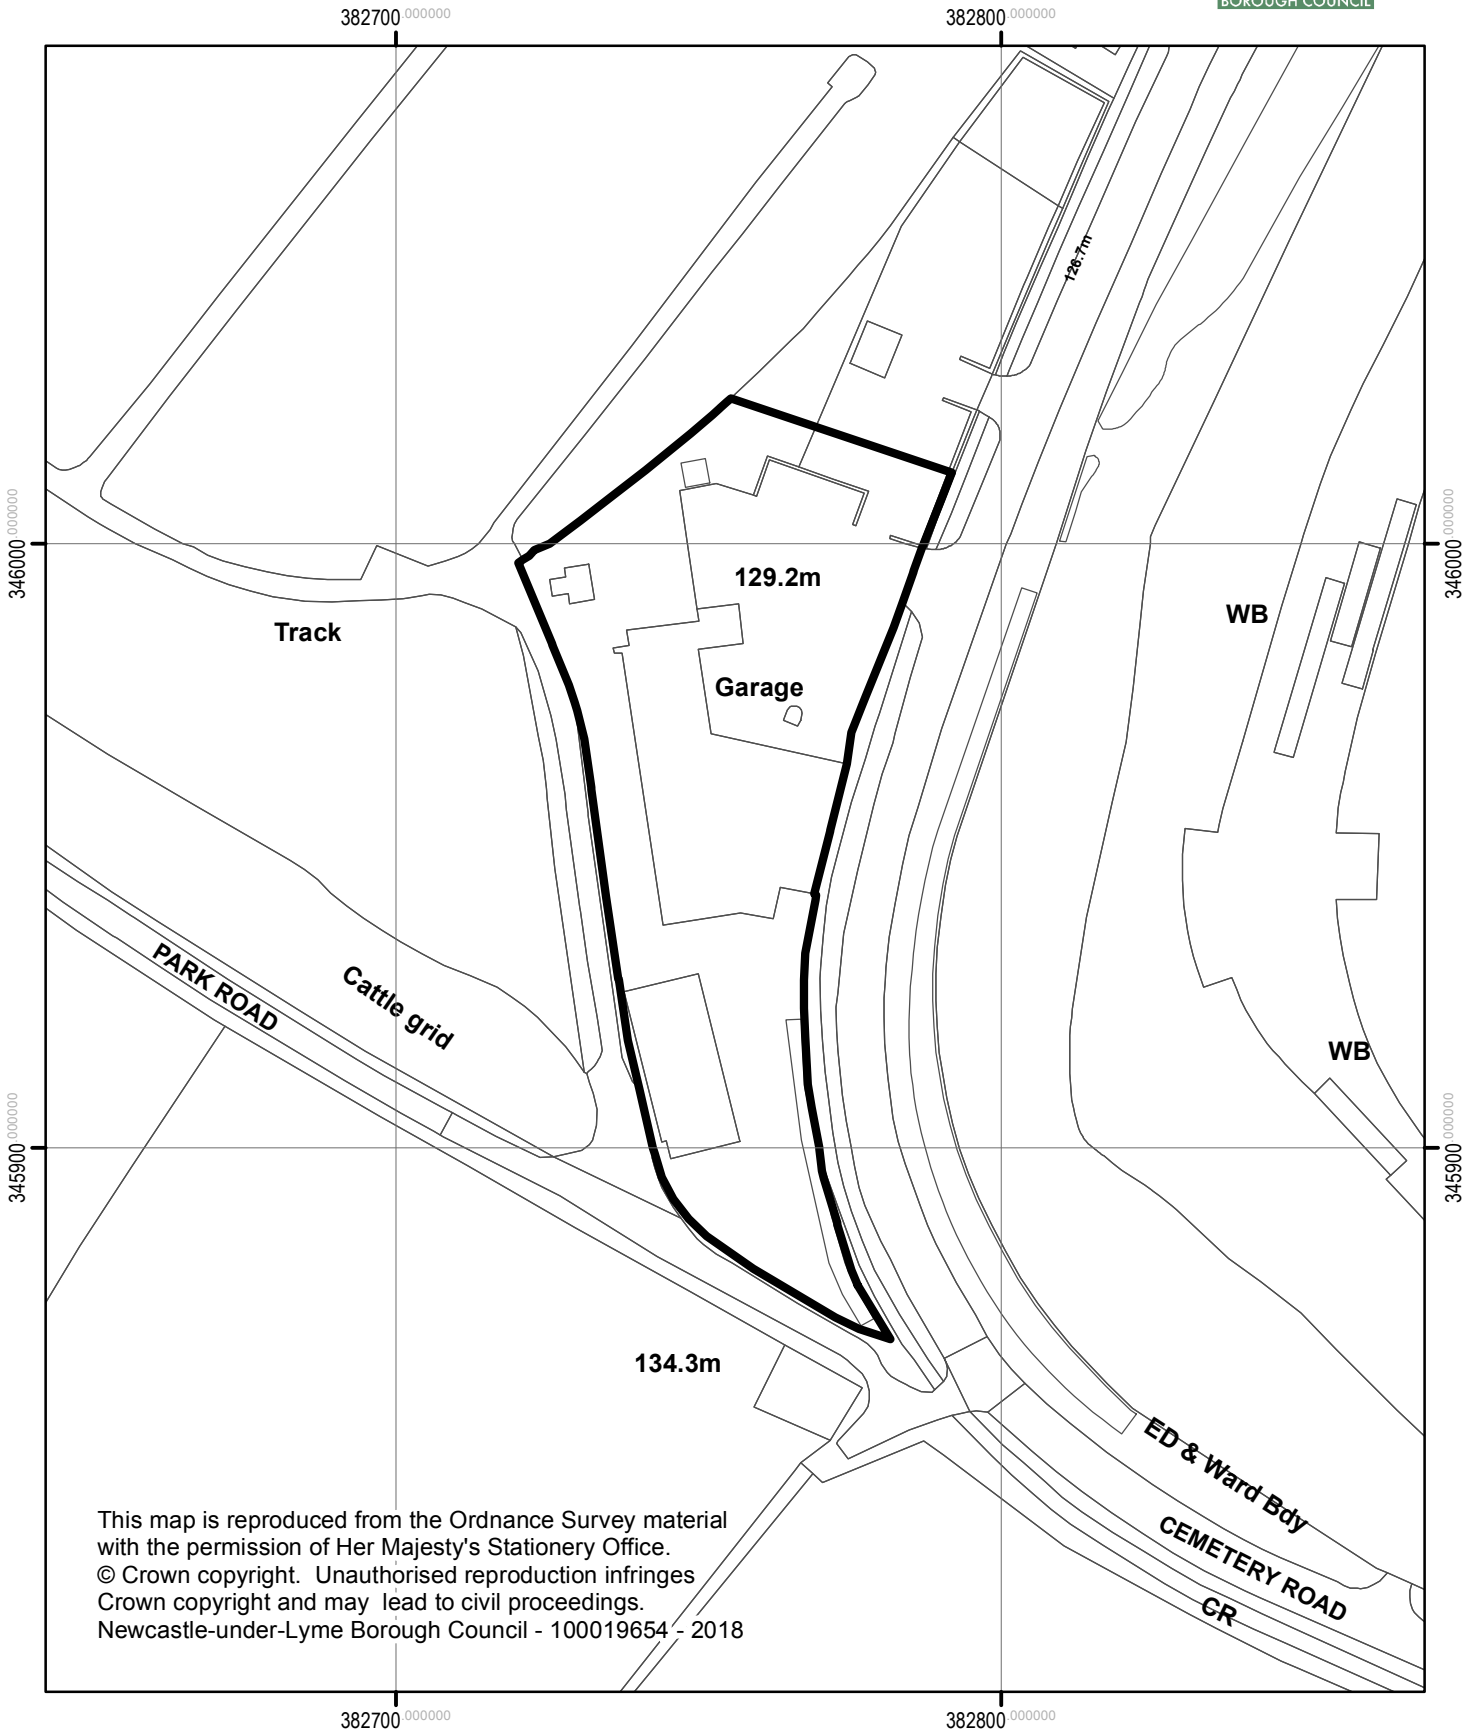 BOROUGH COUNCIL
382700.000000
382800.000000
126.7m
346000.000000
346000.000000
129.2m
WB
Track
Garage
PARK ROAD
Cattle grid
WB
345900.000000
345900.000000
134.3m
ED & Ward Bdy
CEMETERY ROAD
CR
This map is reproduced from the Ordnance Survey material
with the permission of Her Majesty's Stationery Office.
© Crown copyright. Unauthorised reproduction infringes
Crown copyright and may lead to civil proceedings.
Newcastle-under-Lyme Borough Council - 100019654 - 2018
382700.000000
382800.000000